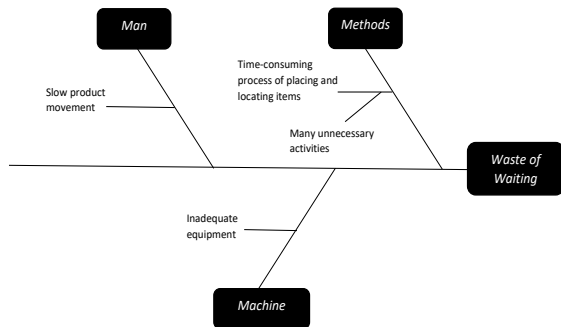 Man
Methods
Time-consuming
process of placing and
locating items
Slow product
movement
Many unnecessary
activities
Waste of
Waiting
Inadequate
equipment
Machine